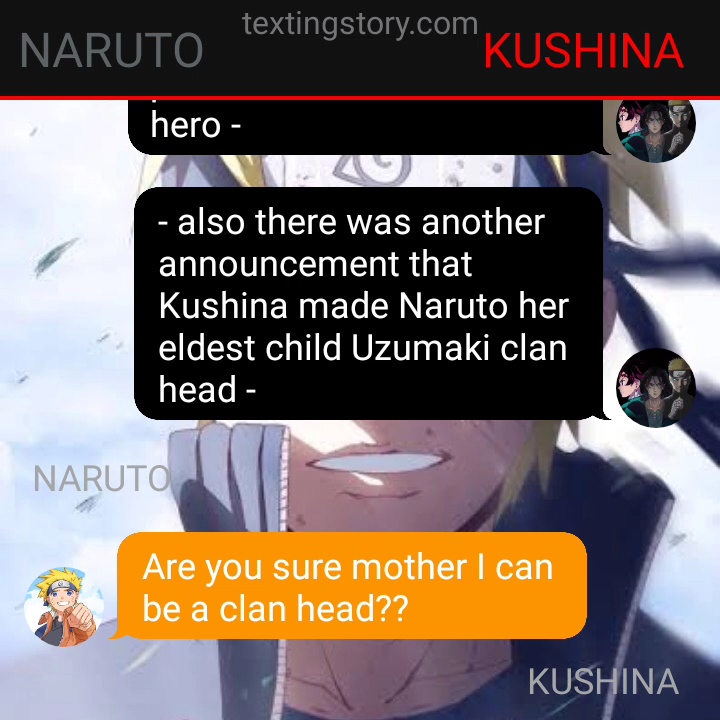 textingstory.com
NARUTO KUSHINA
hero -
- also there was another
announcement that
Kushina made Naruto her
eldest child Uzumaki clan
head -
NARUTO
Are you sure mother I can
be a clan head??
KUSHINA